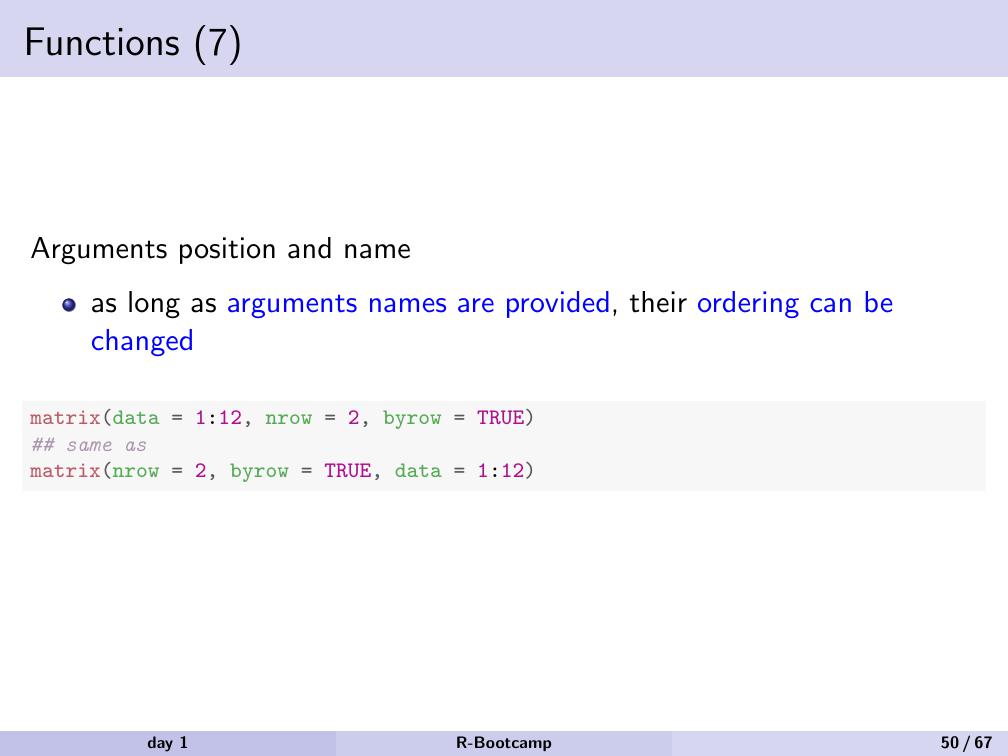 Functions (7)
Arguments position and name
as long as arguments names are provided, their ordering can be
changed
matrix(data = 1:12, nrow = 2, byrow = TRUE)
## same as
matrix(nrow = 2, byrow = TRUE, data = 1:12)
day 1 R-Bootcamp 50 / 67